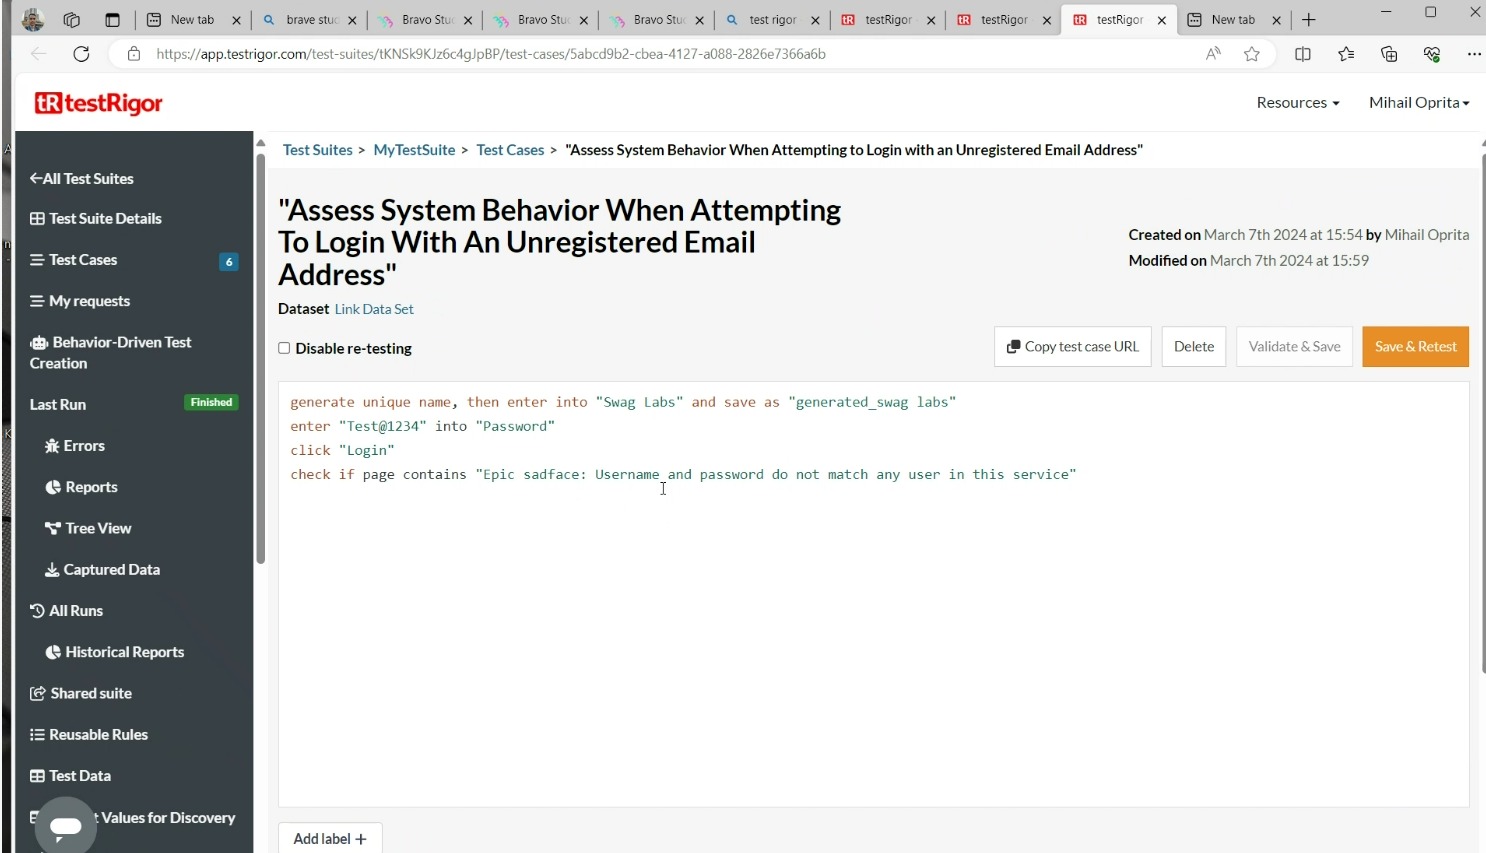 New tab
brave stuc
Bravo Stu
Bravo Stu
Bravo Stu
test rigor
testRigor
testRigor
testRigor
New tab
https://app.testrigor.com/test-suites/tKNSk9KJz6c4gJpBP/test-cases/5abcd9b2-cbea-4127-a088-2826e7366a6b
tR testRigor
Resources
Mihail Oprita
All Test Suites
Test Suite Details
Test Cases 6
My requests
Behavior-Driven Test
Creation
Last Run Finished
Errors
Reports
Tree View
Captured Data
All Runs
Historical Reports
Shared suite
Reusable Rules
Test Data
Values for Discovery
Test Suites > MyTestSuite > Test Cases > "Assess System Behavior When Attempting to Login with an Unregistered Email Address"
"Assess System Behavior When Attempting
To Login With An Unregistered Email
Address"
Created on March 7th 2024 at 15:54 by Mihail Oprita
Modified on March 7th 2024 at 15:59
Dataset Link Data Set
Disable re-testing
Copy test case URL
Delete
Validate & Save
Save & Retest
generate unique name, then enter into "Swag Labs" and save as "generated_swag labs"
enter "Test@1234" into "Password"
click "Login"
check if page contains "Epic sadface: Username and password do not match any user in this service"
Add label +